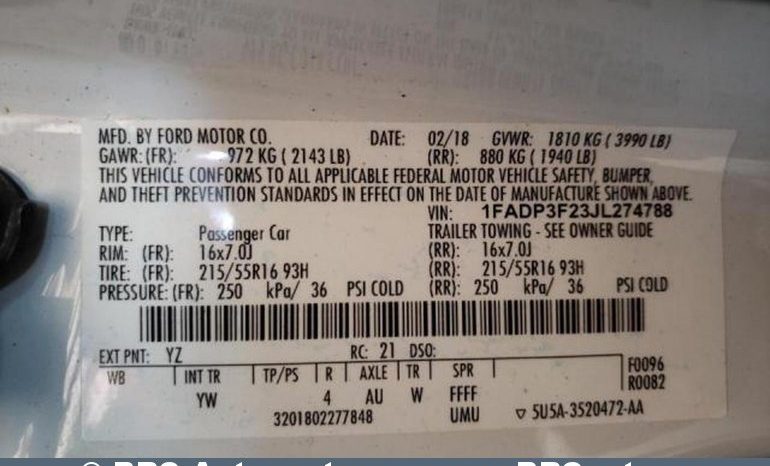 MFD. BY FORD MOTOR CO. DATE: 02/18 GVWR: 1810 KG ( 3990 LB)
GAWR: (FR): 972 KG ( 2143 LB) (RR): 880 KG ( 1940 LB)
THIS VEHICLE CONFORMS TO ALL APPLICABLE FEDERAL MOTOR VEHICLE SAFETY, BUMPER,
AND THEFT PREVENTION STANDARDS IN EFFECT ON THE DATE OF MANUFACTURE SHOWN ABOVE.
VIN: 1FADP3F23JL274788
TYPE: Passenger Car TRAILER TOWING - SEE OWNER GUIDE
RIM: (FR): 16x7.0J (RR): 16x7.0J
TIRE: (FR): 215/55R16 93H (RR): 215/55R16 93H
PRESSURE: (FR): 250 kPa/ 36 PSI COLD (RR): 250 kPa/ 36 PSI COLD
EXT PNT: YZ RC: 21 DSO:
WB INT TR TP/PS R AXLE TR SPR F0096
YW 4 AU W FFFF R0082
3201802277848 UMU ▽ 5U5A-3520472-AA